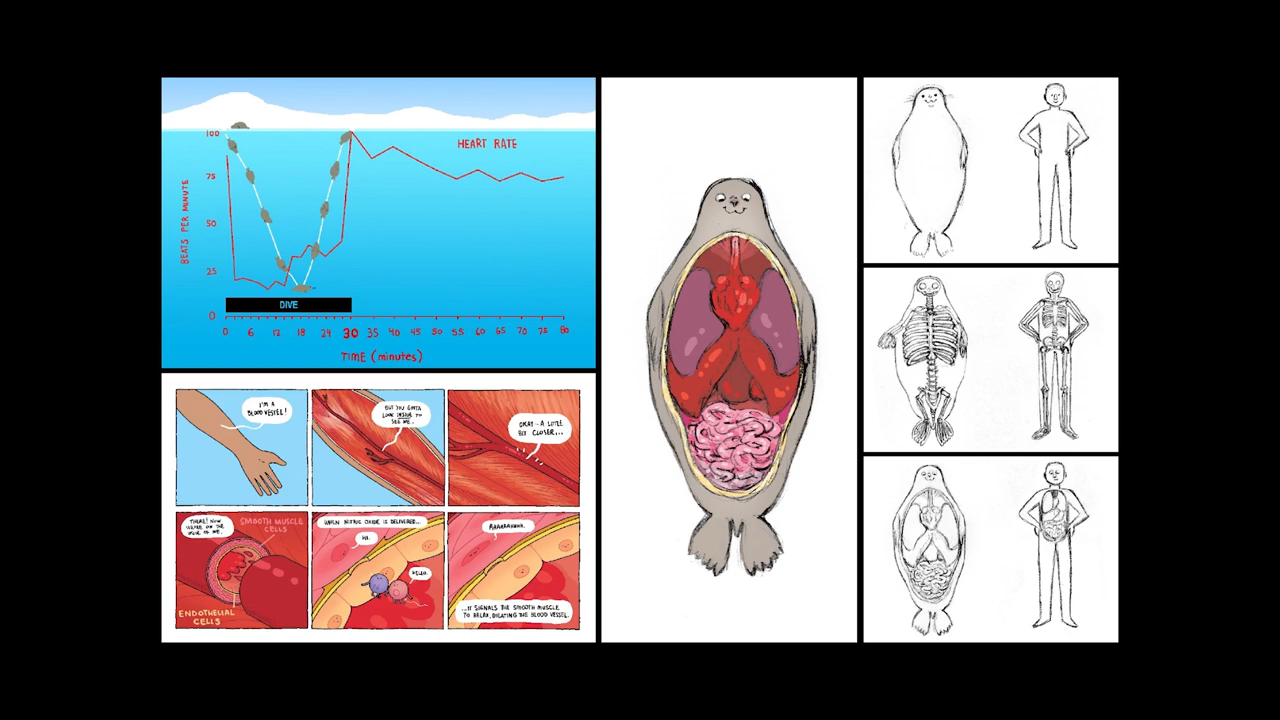 100
HEART RATE
75
BEATS PER MINUTE
50
25
DIVE
0
0 6 12 18 24 30 35 40 45 50 55 60 65 70 75 80
TIME (minutes)
I'M A
BLOOD VESSEL!
BUT YOU GOTTA
LOOK INSIDE TO
SEE ME.
OKAY - A LITTLE
BIT CLOSER...
THERE! NOW
WE'RE ON THE
INSIDE OF ME.
SMOOTH MUSCLE
CELLS
ENDOTHELIAL
CELLS
WHEN NITRIC OXIDE IS DELIVERED...
HI.
HELLO.
...IT SIGNALS THE SMOOTH MUSCLE
TO RELAX, DILATING THE BLOOD VESSEL.